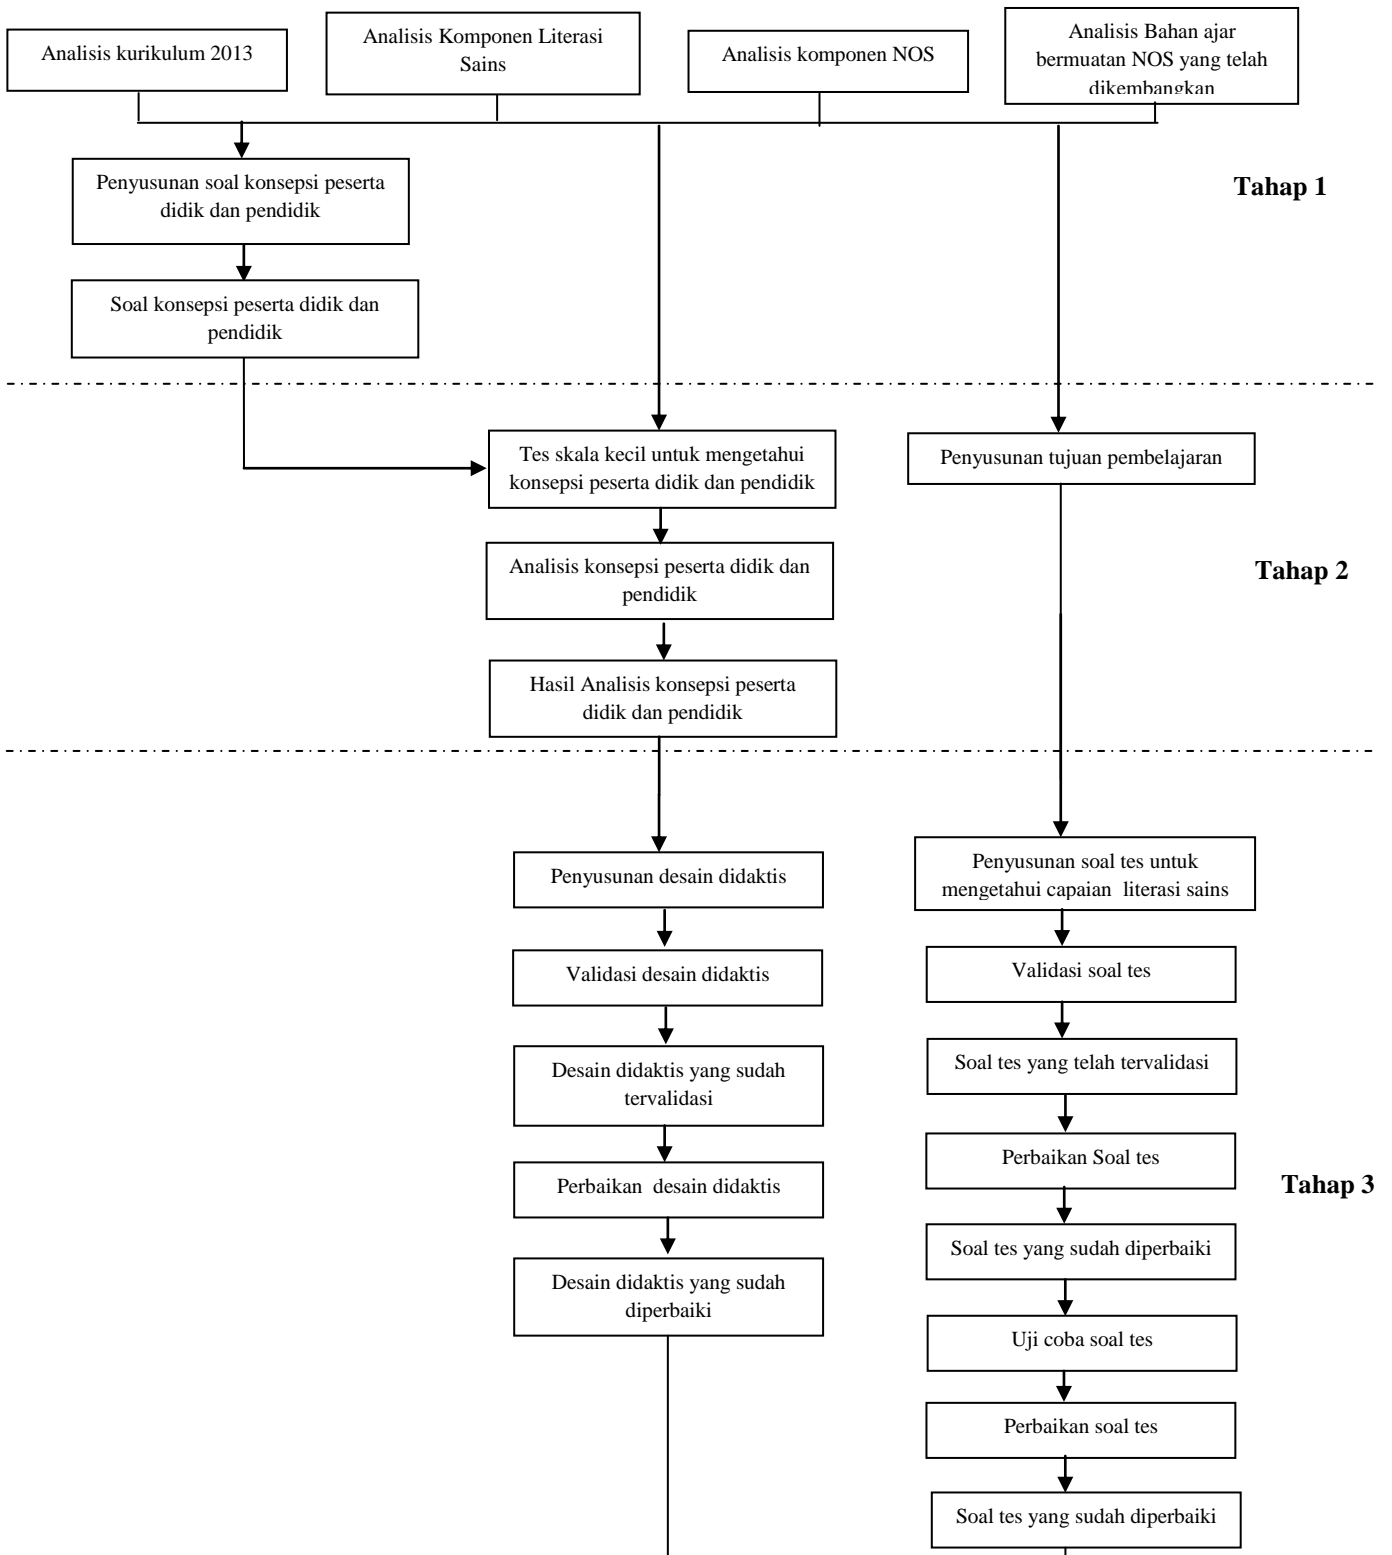 Analisis kurikulum 2013
Analisis Komponen Literasi
Sains
Analisis komponen NOS
Analisis Bahan ajar
bermuatan NOS yang telah
dikembangkan
Penyusunan soal konsepsi peserta
didik dan pendidik
Tahap 1
Soal konsepsi peserta didik dan
pendidik
Tes skala kecil untuk mengetahui
konsepsi peserta didik dan pendidik
Penyusunan tujuan pembelajaran
Analisis konsepsi peserta didik dan
pendidik
Tahap 2
Hasil Analisis konsepsi peserta
didik dan pendidik
Penyusunan desain didaktis
Penyusunan soal tes untuk
mengetahui capaian  literasi sains
Validasi desain didaktis
Validasi soal tes
Desain didaktis yang sudah
tervalidasi
Soal tes yang telah tervalidasi
Perbaikan  desain didaktis
Perbaikan Soal tes
Tahap 3
Desain didaktis yang sudah
diperbaiki
Soal tes yang sudah diperbaiki
Uji coba soal tes
Perbaikan soal tes
Soal tes yang sudah diperbaiki